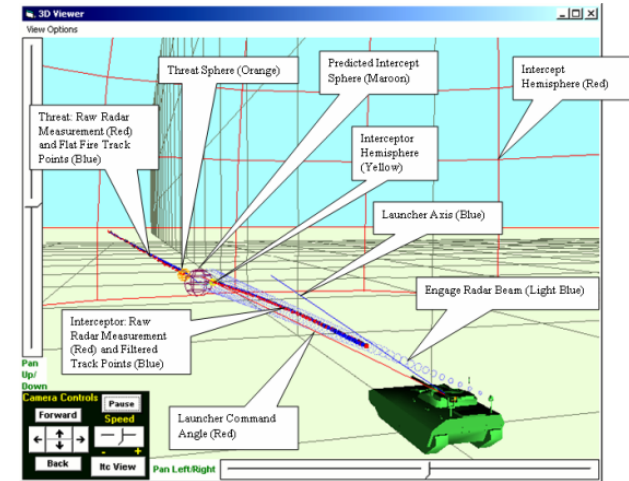 3D Viewer
View Options
Threat Sphere (Orange)
Predicted Intercept
Sphere (Maroon)
Intercept
Hemisphere (Red)
Threat: Raw Radar
Measurement (Red)
and Flat Fire Track
Points (Blue)
Interceptor
Hemisphere
(Yellow)
Launcher Axis (Blue)
Engage Radar Beam (Light Blue)
Interceptor: Raw
Radar Measurement
(Red) and Filtered
Track Points (Blue)
Launcher Command
Angle (Red)
Pan
Up/
Down
Camera Controls
Pause
Forward
Speed
- +
Back
Itc View
Pan Left/Right